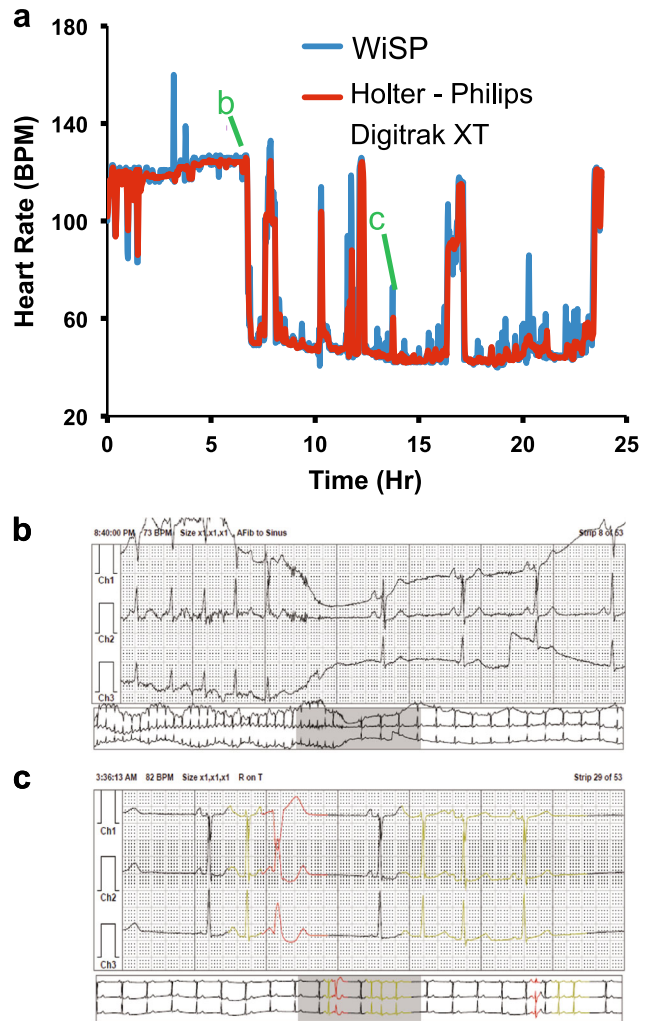 a
180
140
100
60
20
Heart Rate (BPM)
WiSP
Holter - Philips
Digitrak XT
b
c
0 5 10 15 20 25
Time (Hr)
b
8:40:00 PM 73 BPM Size x1,x1,x1 AFib to Sinus Strip 8 of 53
Ch1
Ch2
Ch3
c
3:36:13 AM 82 BPM Size x1,x1,x1 R on T Strip 29 of 53
Ch1
Ch2
Ch3